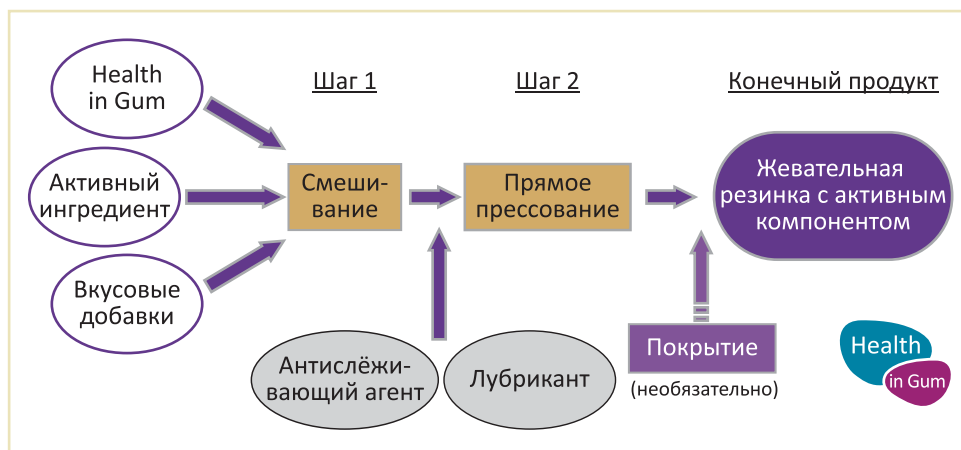 Health
in Gum
Шаг 1
Шаг 2
Конечный продукт
Активный
ингредиент
Смеши-
вание
Прямое
прессование
Жевательная
резинка с активным
компонентом
Вкусовые
добавки
Антислёжи-
вающий агент
Лубрикант
Покрытие
(необязательно)
Health
in Gum